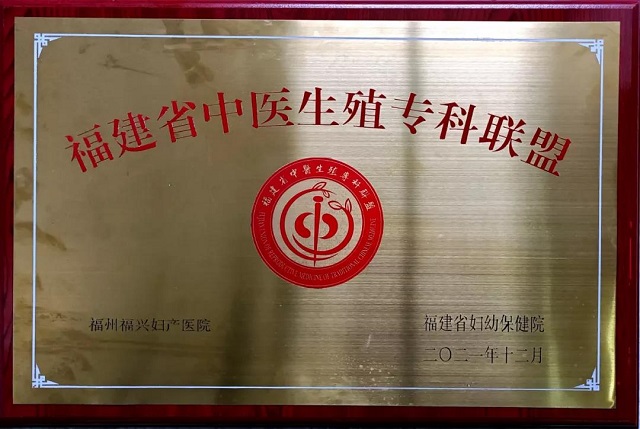 福建省中医生殖专科联盟
福建省中醫生殖專科联盟
福州福兴妇产医院
福建省妇幼保健院
二〇二一年十二月